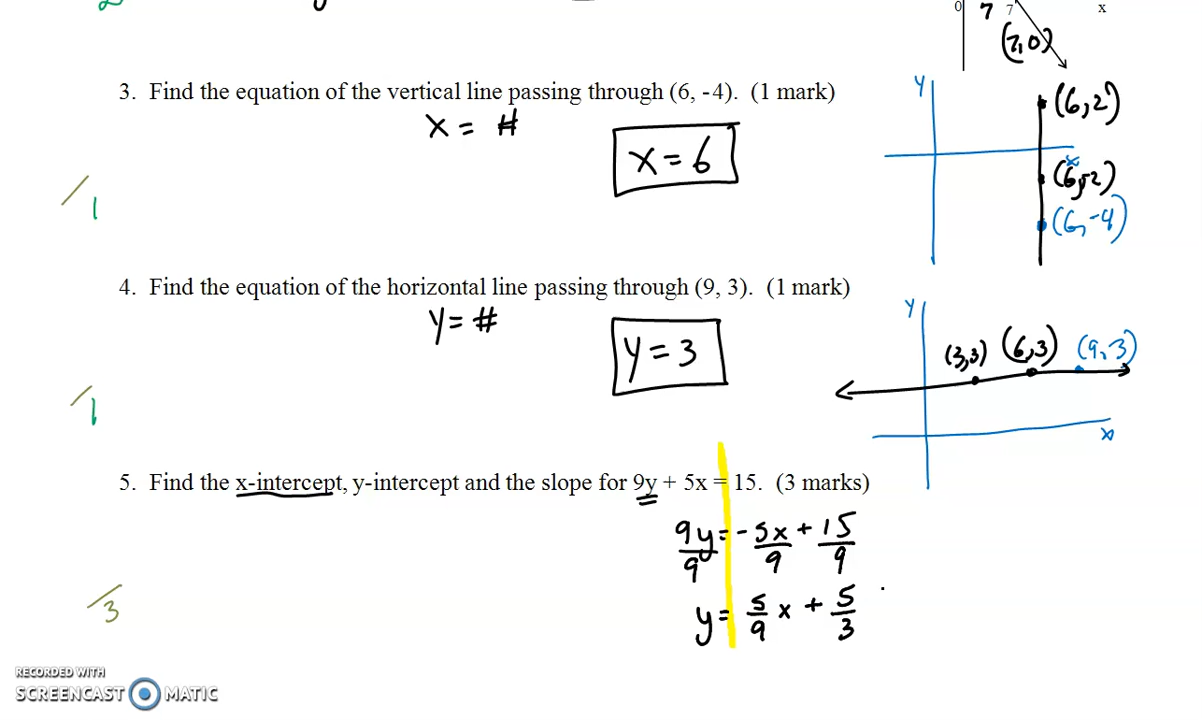 0 7 7 x
(7,0)
3. Find the equation of the vertical line passing through (6, -4). (1 mark)
x = #
x = 6
/1
y
(6,2)
x
(6,-2)
(6,-4)
4. Find the equation of the horizontal line passing through (9, 3). (1 mark)
y = #
y = 3
/1
y
(3,3) (6,3) (9,3)
x
5. Find the x-intercept, y-intercept and the slope for 9y + 5x = 15. (3 marks)
9y/9 = -5x/9 + 15/9
y = 5/9 x + 5/3
/3
RECORDED WITH
SCREENCAST MATIC